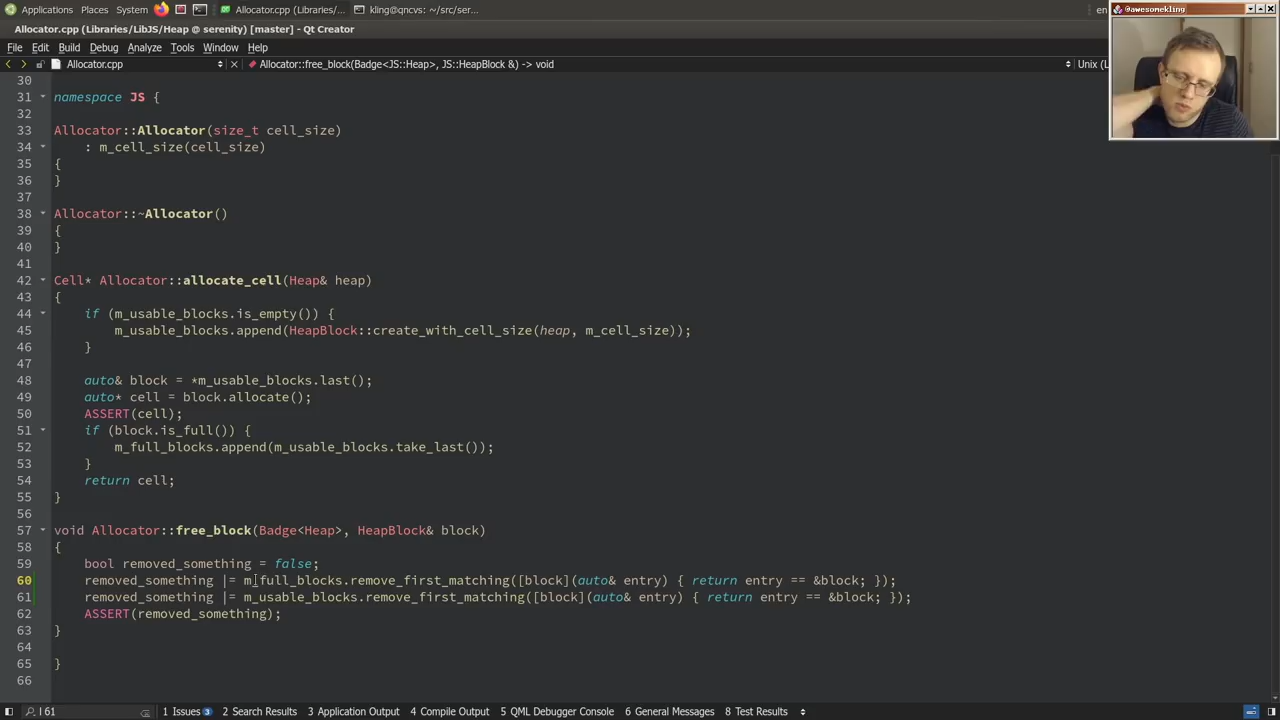 Applications Places System Allocator.cpp (Libraries/... kling@qncvs: ~/src/ser... en @awesomekling
Allocator.cpp (Libraries/LibJS/Heap @ serenity) [master] - Qt Creator
File Edit Build Debug Analyze Tools Window Help
Allocator.cpp Allocator::free_block(Badge<JS::Heap>, JS::HeapBlock &) -> void Unix (L
30
31 namespace JS {
32
33 Allocator::Allocator(size_t cell_size)
34 : m_cell_size(cell_size)
35 {
36 }
37
38 Allocator::~Allocator()
39 {
40 }
41
42 Cell* Allocator::allocate_cell(Heap& heap)
43 {
44 if (m_usable_blocks.is_empty()) {
45 m_usable_blocks.append(HeapBlock::create_with_cell_size(heap, m_cell_size));
46 }
47
48 auto& block = *m_usable_blocks.last();
49 auto* cell = block.allocate();
50 ASSERT(cell);
51 if (block.is_full()) {
52 m_full_blocks.append(m_usable_blocks.take_last());
53 }
54 return cell;
55 }
56
57 void Allocator::free_block(Badge<Heap>, HeapBlock& block)
58 {
59 bool removed_something = false;
60 removed_something |= m_full_blocks.remove_first_matching([block](auto& entry) { return entry == &block; });
61 removed_something |= m_usable_blocks.remove_first_matching([block](auto& entry) { return entry == &block; });
62 ASSERT(removed_something);
63 }
64
65 }
66
l 61 1 Issues 3 2 Search Results 3 Application Output 4 Compile Output 5 QML Debugger Console 6 General Messages 8 Test Results